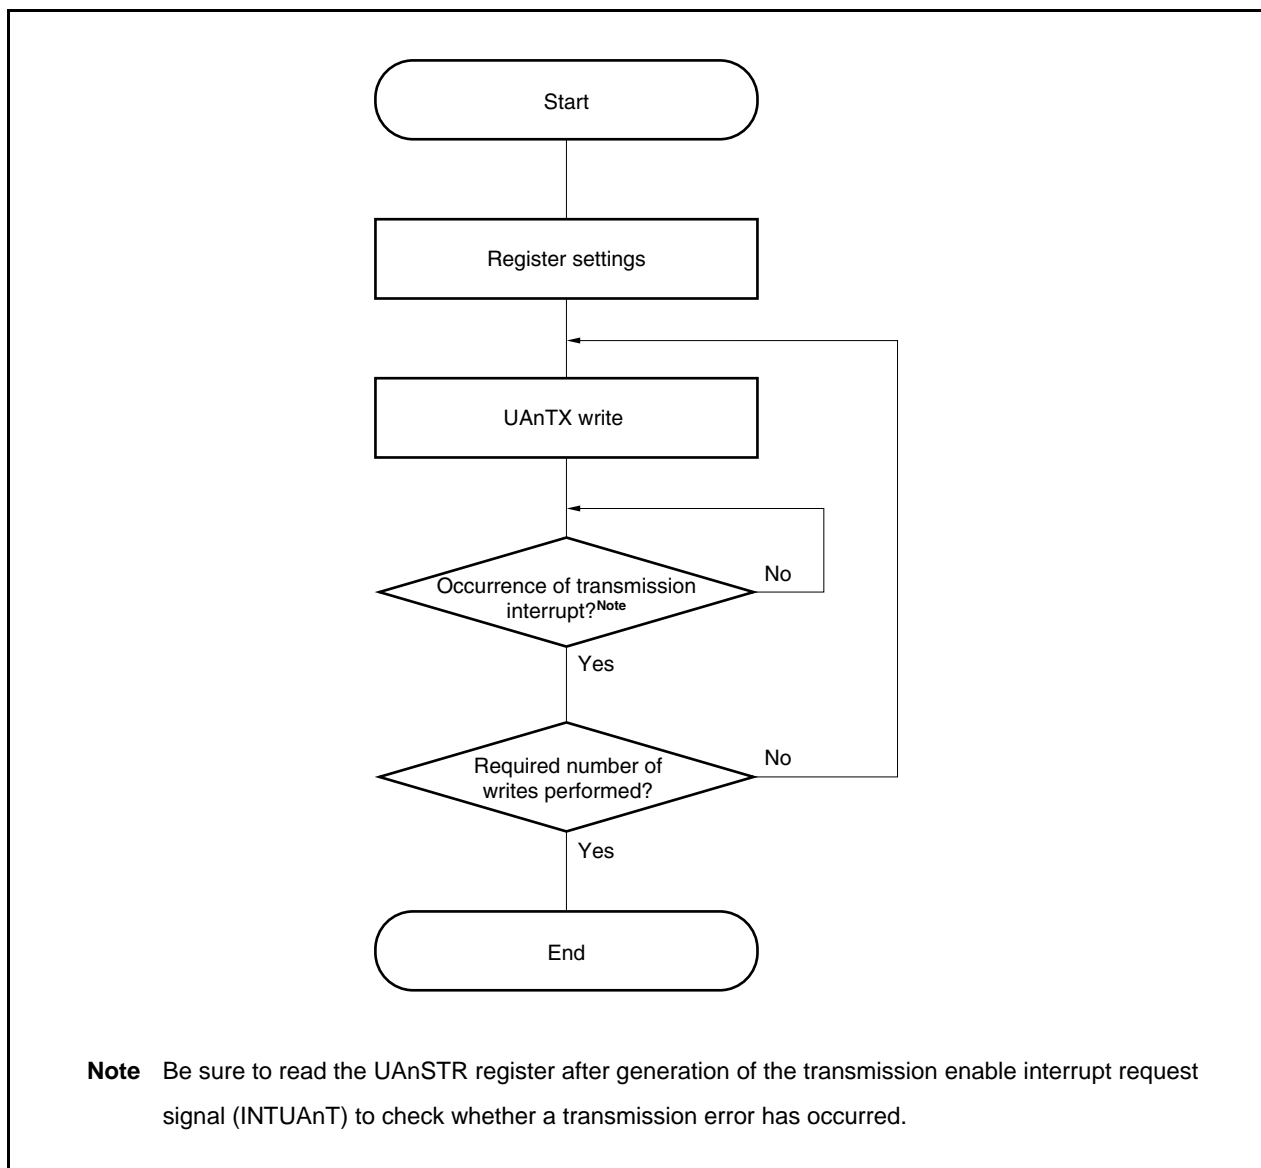 Start
Register settings
UAnTX write
Occurrence of transmission
interrupt?Note
No
Yes
Required number of
writes performed?
No
Yes
End
Note Be sure to read the UAnSTR register after generation of the transmission enable interrupt request
signal (INTUAnT) to check whether a transmission error has occurred.